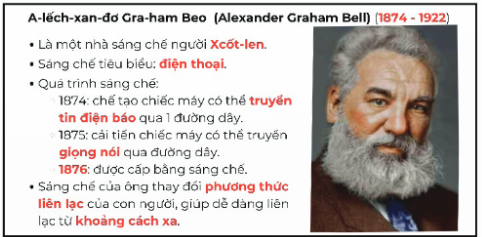 A-lếch-xan-đơ Gra-ham Beo (Alexander Graham Bell) (1874 - 1922)
• Là một nhà sáng chế người Xcốt-len.
• Sáng chế tiêu biểu: điện thoại.
• Quá trình sáng chế:
◦ 1874: chế tạo chiếc máy có thể truyền
tin điện báo qua 1 đường dây.
◦ 1875: cải tiến chiếc máy có thể truyền
giọng nói qua đường dây.
◦ 1876: được cấp bằng sáng chế.
• Sáng chế của ông thay đổi phương thức
liên lạc của con người, giúp dễ dàng liên
lạc từ khoảng cách xa.